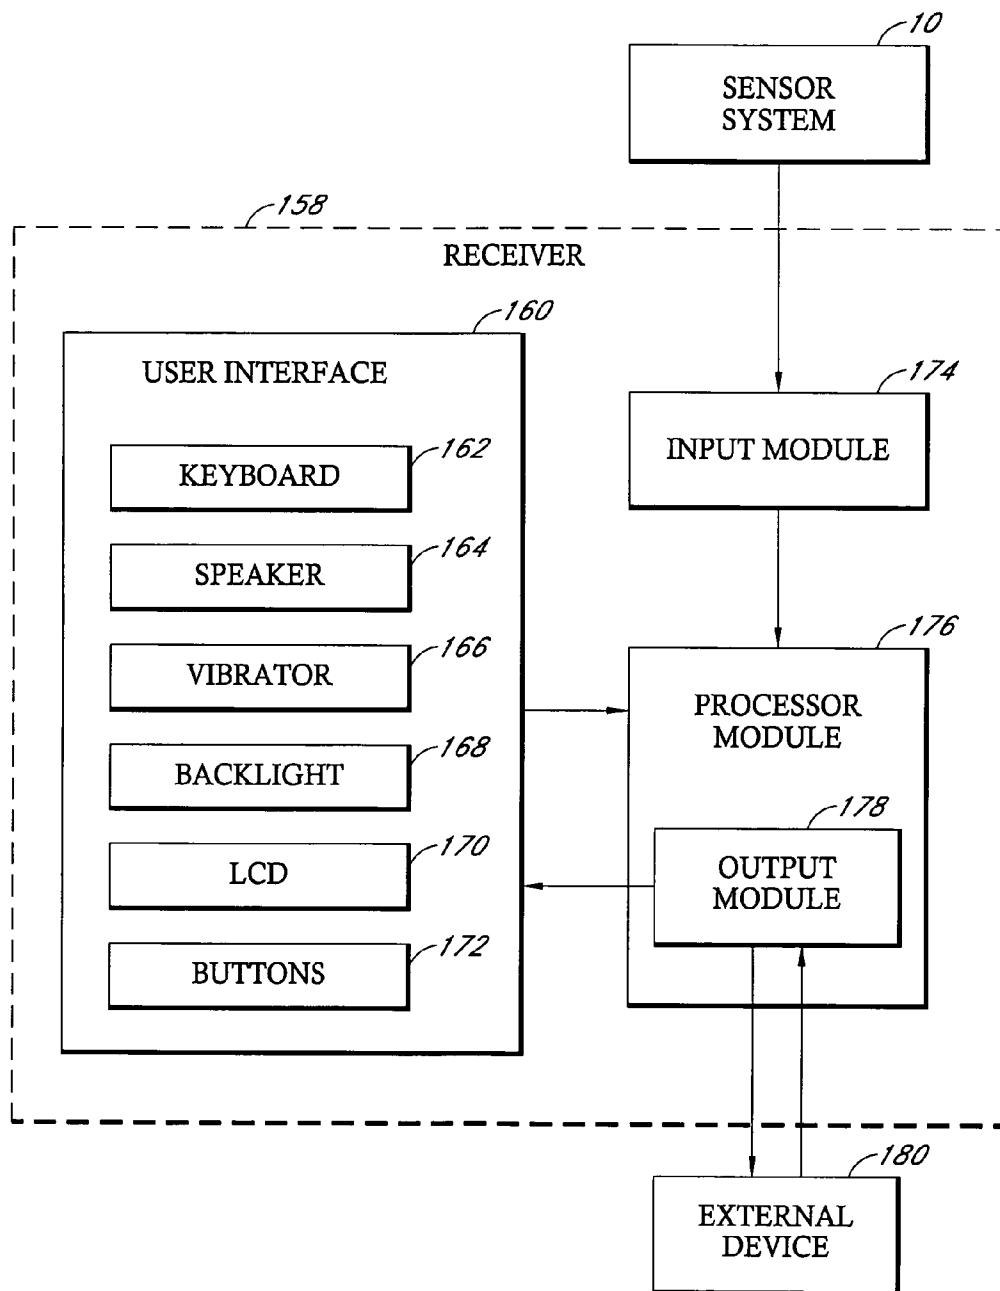 10
SENSOR
SYSTEM
158
RECEIVER
160
USER INTERFACE
174
INPUT MODULE
KEYBOARD
162
SPEAKER
164
VIBRATOR
166
BACKLIGHT
168
LCD
170
BUTTONS
172
176
PROCESSOR
MODULE
178
OUTPUT
MODULE
180
EXTERNAL
DEVICE